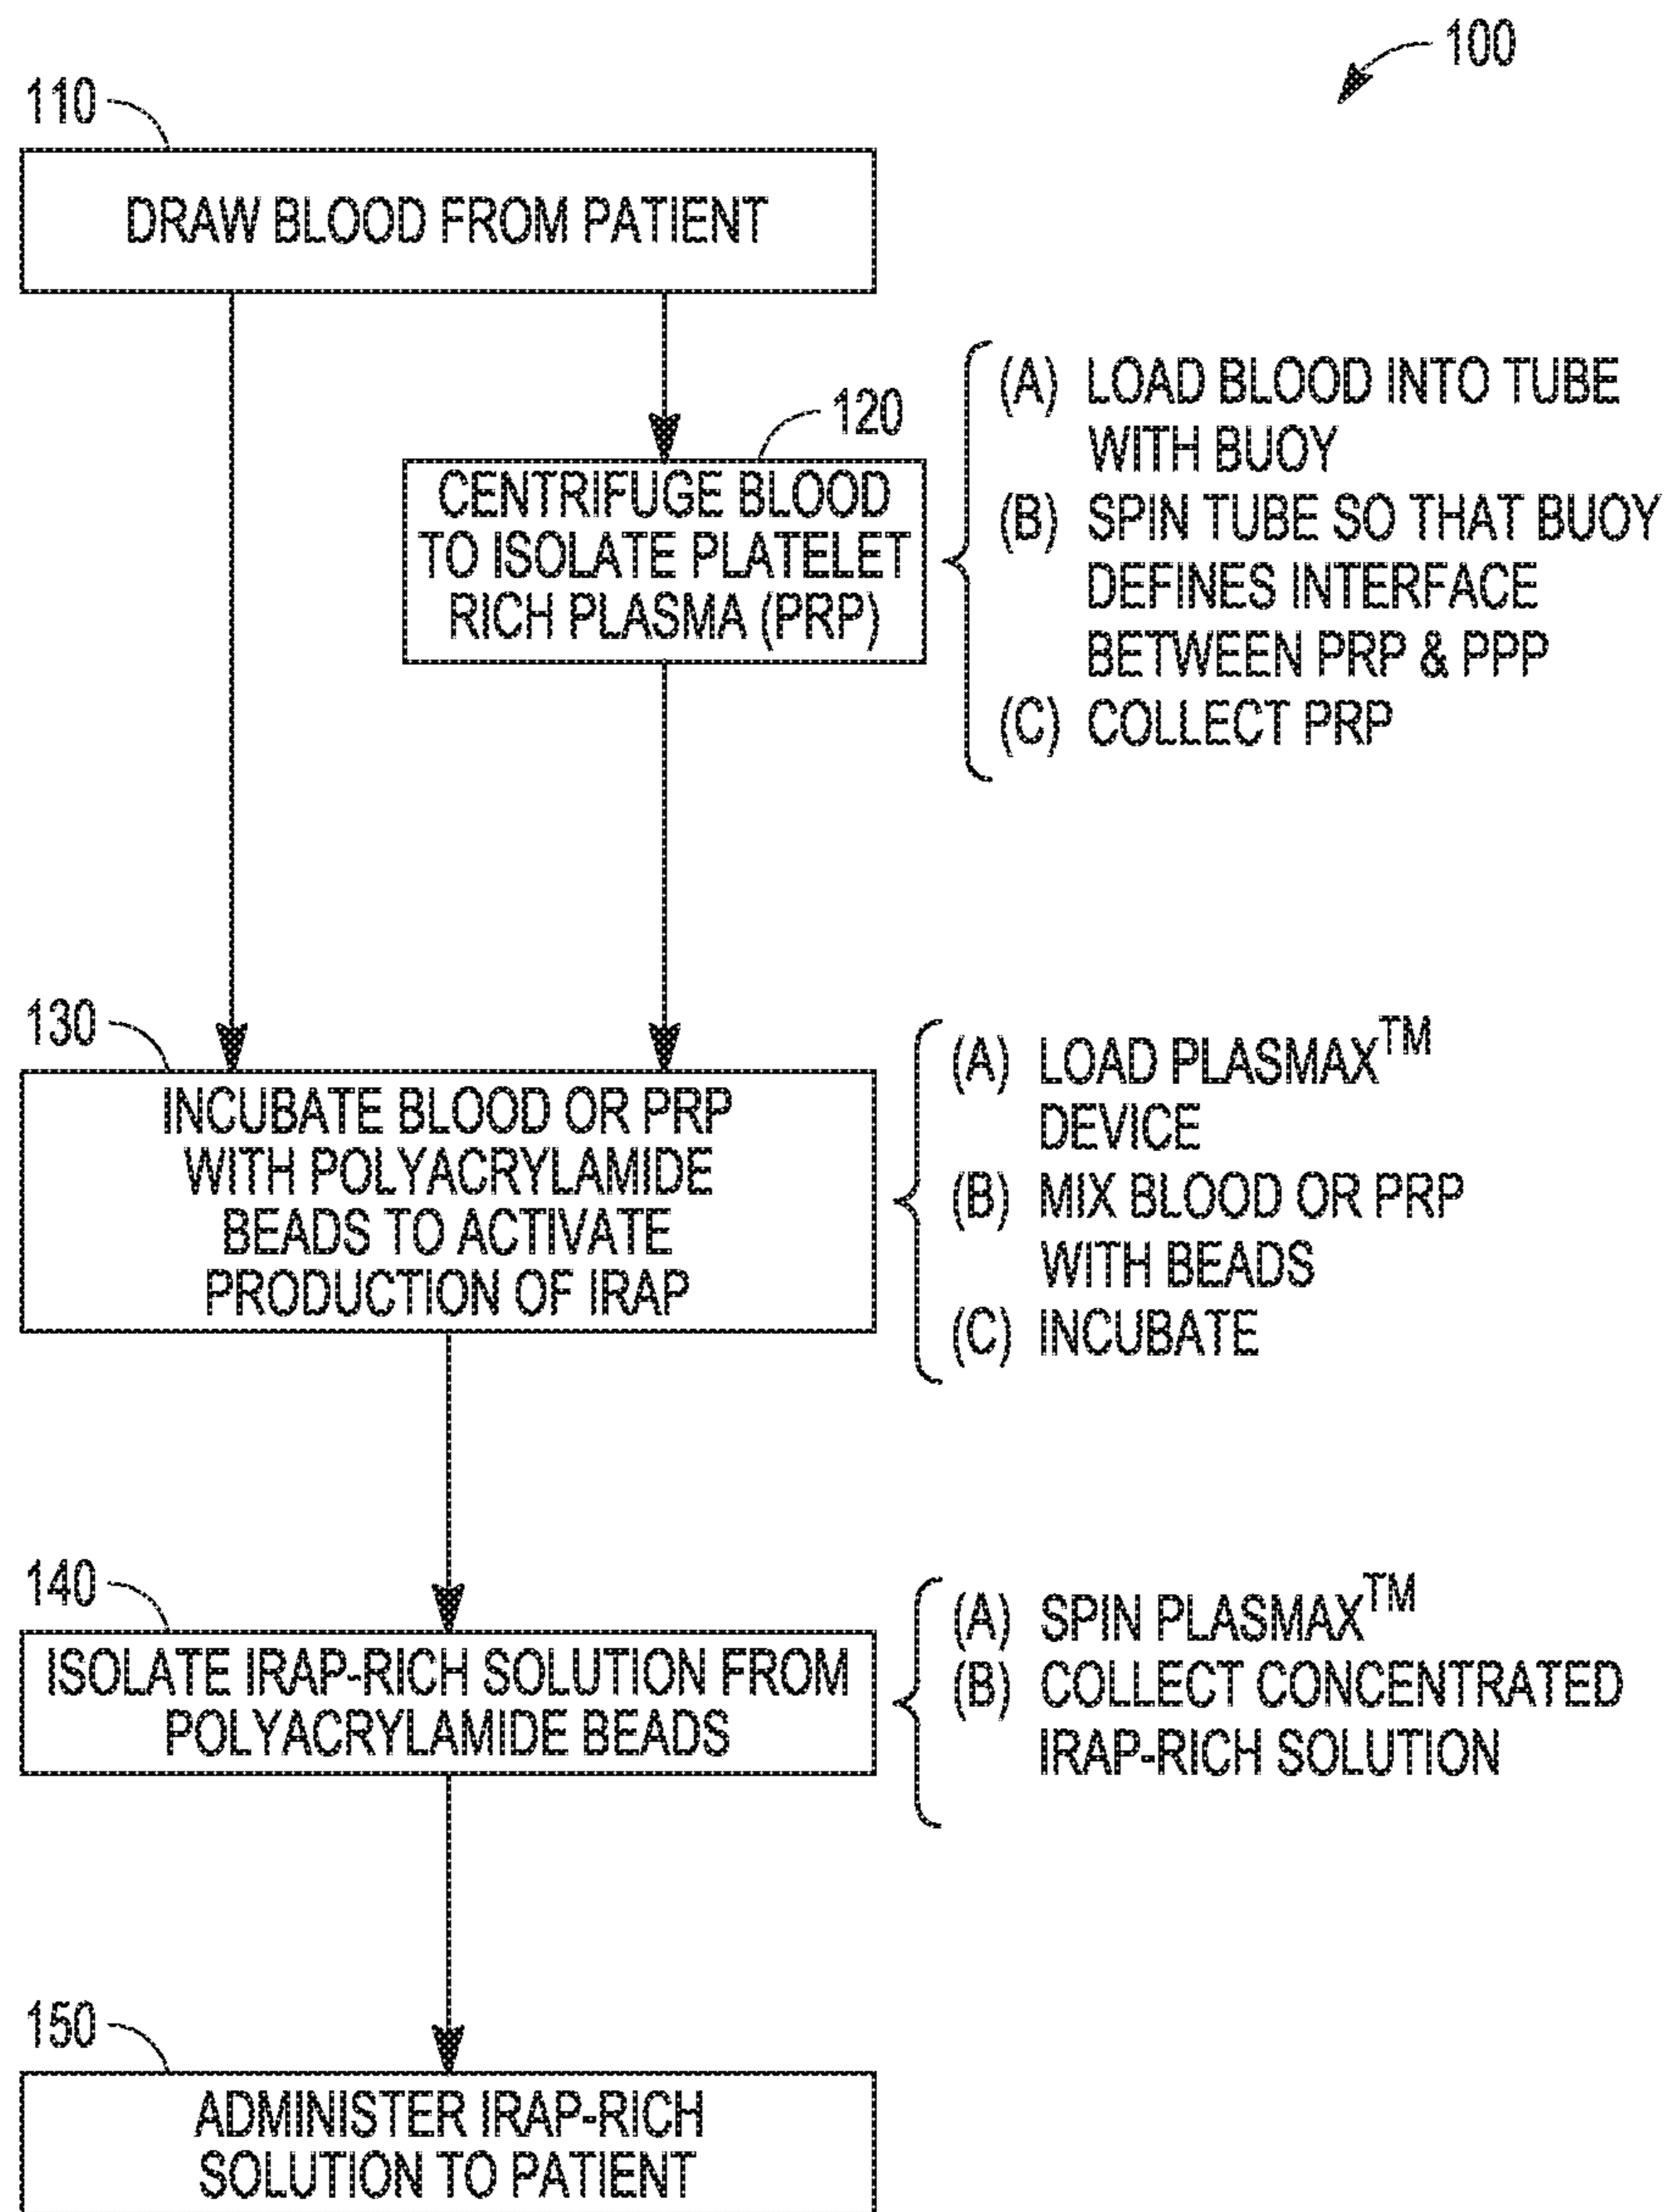 100
110
DRAW BLOOD FROM PATIENT
120
CENTRIFUGE BLOOD
TO ISOLATE PLATELET
RICH PLASMA (PRP)
(A) LOAD BLOOD INTO TUBE
WITH BUOY
(B) SPIN TUBE SO THAT BUOY
DEFINES INTERFACE
BETWEEN PRP & PPP
(C) COLLECT PRP
130
INCUBATE BLOOD OR PRP
WITH POLYACRYLAMIDE
BEADS TO ACTIVATE
PRODUCTION OF IRAP
(A) LOAD PLASMAX™
DEVICE
(B) MIX BLOOD OR PRP
WITH BEADS
(C) INCUBATE
140
ISOLATE IRAP-RICH SOLUTION FROM
POLYACRYLAMIDE BEADS
(A) SPIN PLASMAX™
(B) COLLECT CONCENTRATED
IRAP-RICH SOLUTION
150
ADMINISTER IRAP-RICH
SOLUTION TO PATIENT